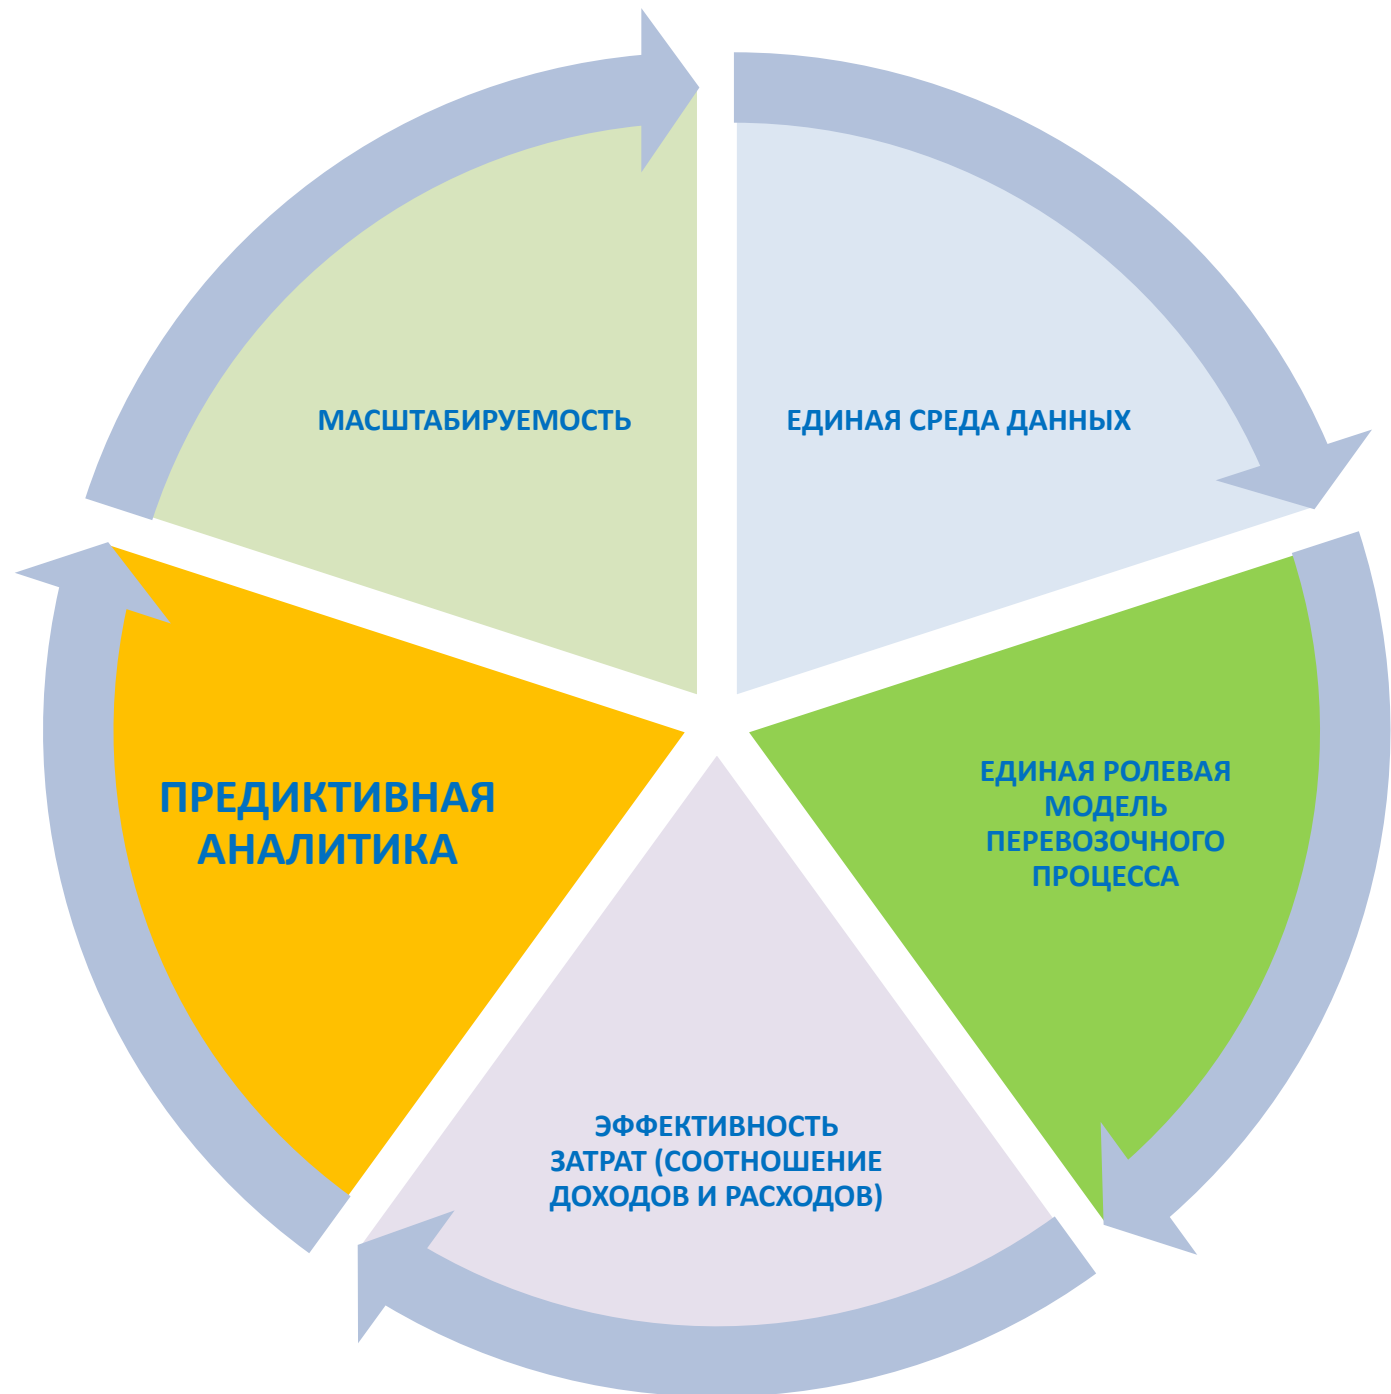 МАСШТАБИРУЕМОСТЬ
ЕДИНАЯ СРЕДА ДАННЫХ
ЕДИНАЯ РОЛЕВАЯ
МОДЕЛЬ
ПЕРЕВОЗОЧНОГО
ПРОЦЕССА
ПРЕДИКТИВНАЯ
АНАЛИТИКА
ЭФФЕКТИВНОСТЬ
ЗАТРАТ (СООТНОШЕНИЕ
ДОХОДОВ И РАСХОДОВ)